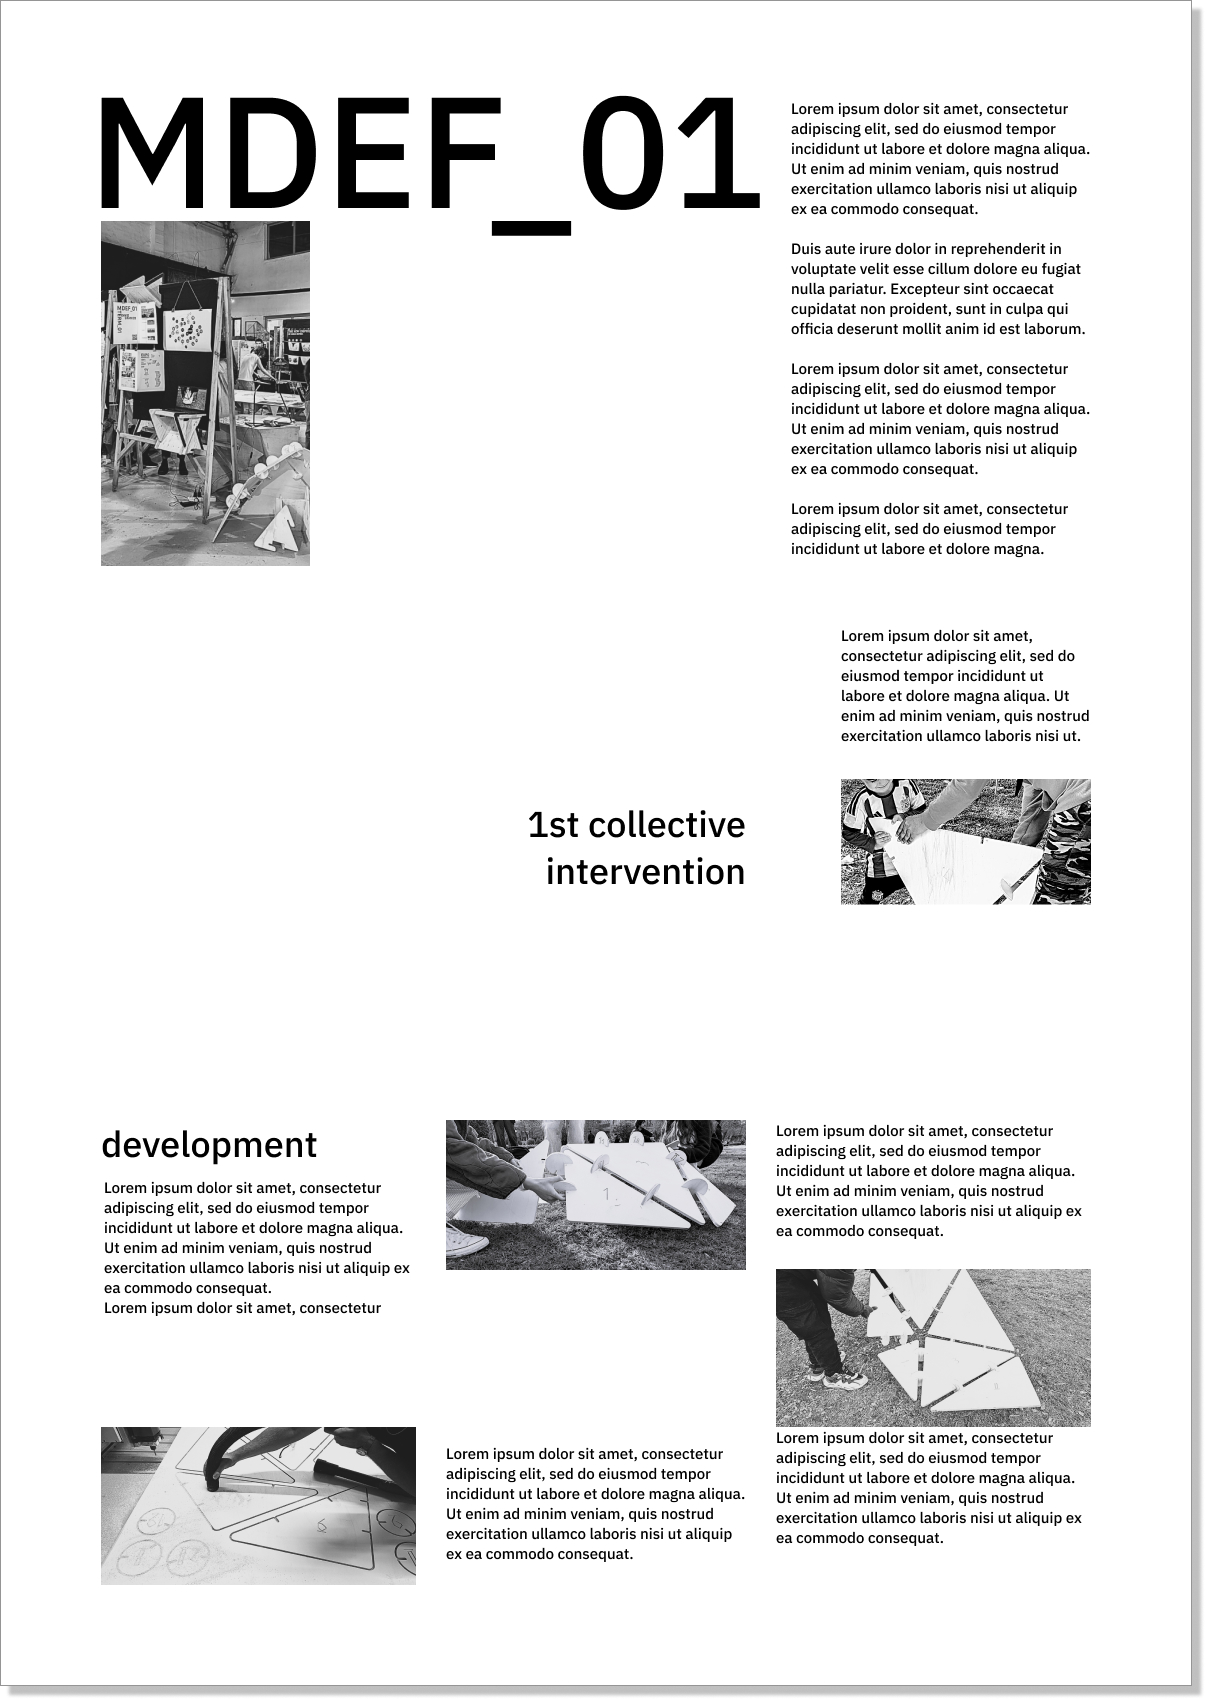 MDEF_01
Lorem ipsum dolor sit amet, consectetur
adipiscing elit, sed do eiusmod tempor
incididunt ut labore et dolore magna aliqua.
Ut enim ad minim veniam, quis nostrud
exercitation ullamco laboris nisi ut aliquip
ex ea commodo consequat.
Duis aute irure dolor in reprehenderit in
voluptate velit esse cillum dolore eu fugiat
nulla pariatur. Excepteur sint occaecat
cupidatat non proident, sunt in culpa qui
officia deserunt mollit anim id est laborum.
Lorem ipsum dolor sit amet, consectetur
adipiscing elit, sed do eiusmod tempor
incididunt ut labore et dolore magna aliqua.
Ut enim ad minim veniam, quis nostrud
exercitation ullamco laboris nisi ut aliquip
ex ea commodo consequat.
Lorem ipsum dolor sit amet, consectetur
adipiscing elit, sed do eiusmod tempor
incididunt ut labore et dolore magna.
MDEF_01
Lorem ipsum dolor sit amet,
consectetur adipiscing elit, sed do
eiusmod tempor incididunt ut
labore et dolore magna aliqua. Ut
enim ad minim veniam, quis nostrud
exercitation ullamco laboris nisi ut.
1st collective
intervention
development
Lorem ipsum dolor sit amet, consectetur
adipiscing elit, sed do eiusmod tempor
incididunt ut labore et dolore magna aliqua.
Ut enim ad minim veniam, quis nostrud
exercitation ullamco laboris nisi ut aliquip ex
ea commodo consequat.
Lorem ipsum dolor sit amet, consectetur
1
6
Lorem ipsum dolor sit amet, consectetur
adipiscing elit, sed do eiusmod tempor
incididunt ut labore et dolore magna aliqua.
Ut enim ad minim veniam, quis nostrud
exercitation ullamco laboris nisi ut aliquip
ex ea commodo consequat.
Lorem ipsum dolor sit amet, consectetur
adipiscing elit, sed do eiusmod tempor
incididunt ut labore et dolore magna aliqua.
Ut enim ad minim veniam, quis nostrud
exercitation ullamco laboris nisi ut aliquip ex
ea commodo consequat.
Lorem ipsum dolor sit amet, consectetur
adipiscing elit, sed do eiusmod tempor
incididunt ut labore et dolore magna aliqua.
Ut enim ad minim veniam, quis nostrud
exercitation ullamco laboris nisi ut aliquip ex
ea commodo consequat.